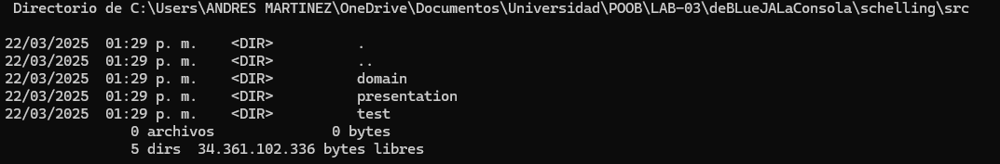 Directorio de C:\Users\ANDRES MARTINEZ\OneDrive\Documentos\Universidad\POOB\LAB-03\deBLueJALaConsola\schelling\src
22/03/2025  01:29 p. m.    <DIR>          .
22/03/2025  01:29 p. m.    <DIR>          ..
22/03/2025  01:29 p. m.    <DIR>          domain
22/03/2025  01:29 p. m.    <DIR>          presentation
22/03/2025  01:29 p. m.    <DIR>          test
               0 archivos              0 bytes
               5 dirs  34.361.102.336 bytes libres